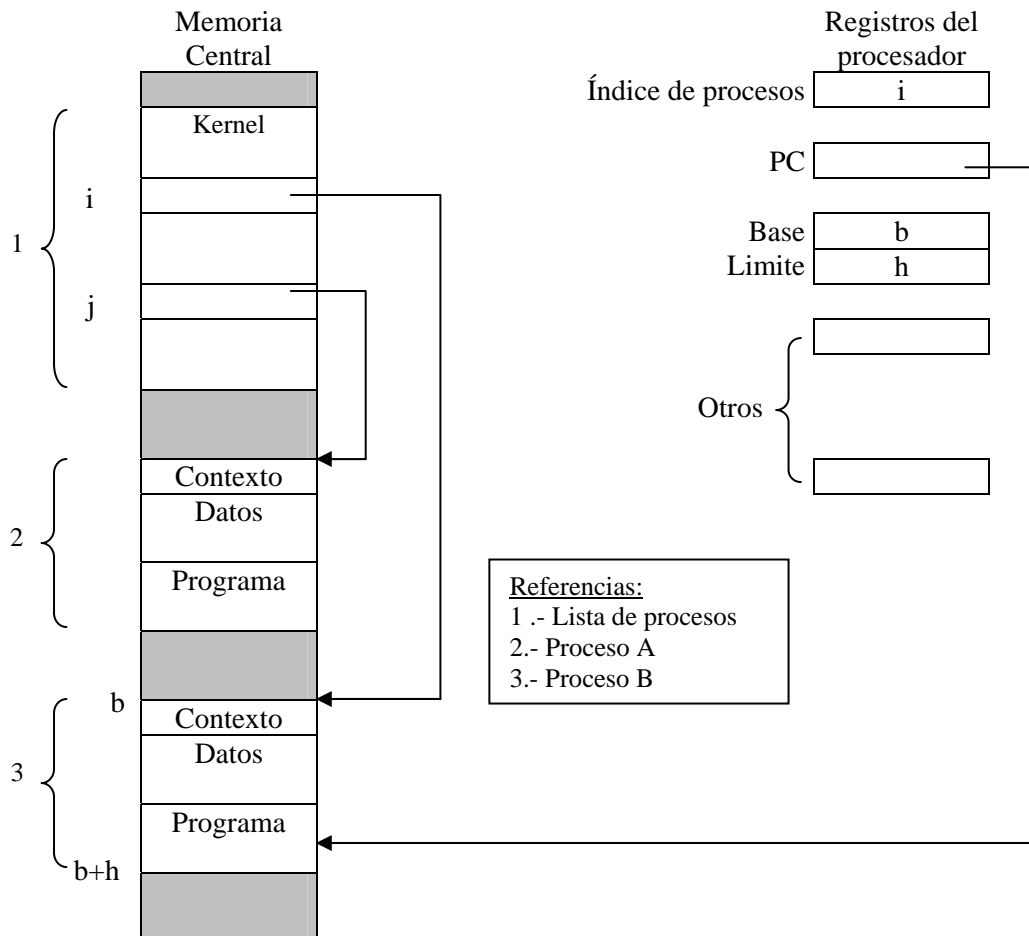 Memoria
Central
Kernel
i
1
j
Contexto
2
Datos
Programa
b
Contexto
Datos
3
Programa
b+h
Registros del
procesador
Índice de procesos
i
PC
Base
b
Limite
h
Otros
Referencias:
1 .- Lista de procesos
2.- Proceso A
3.- Proceso B